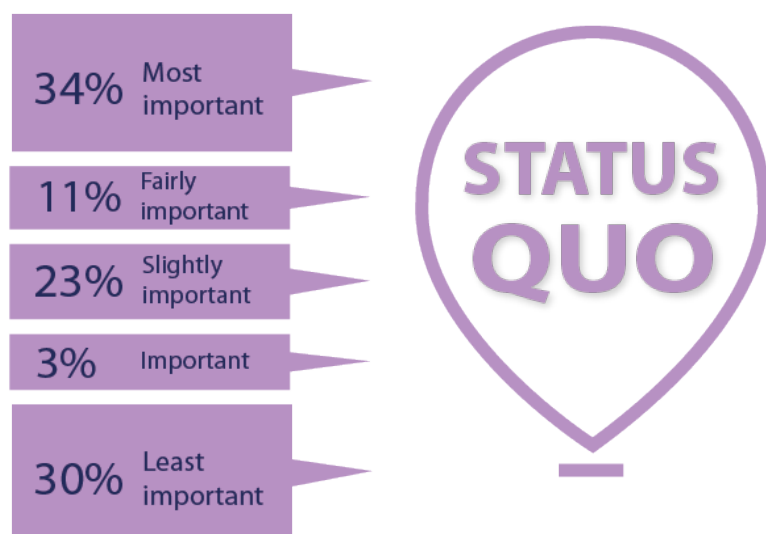 34% Most
important
11% Fairly
important
23% Slightly
important
3% Important
30% Least
important
STATUS
QUO